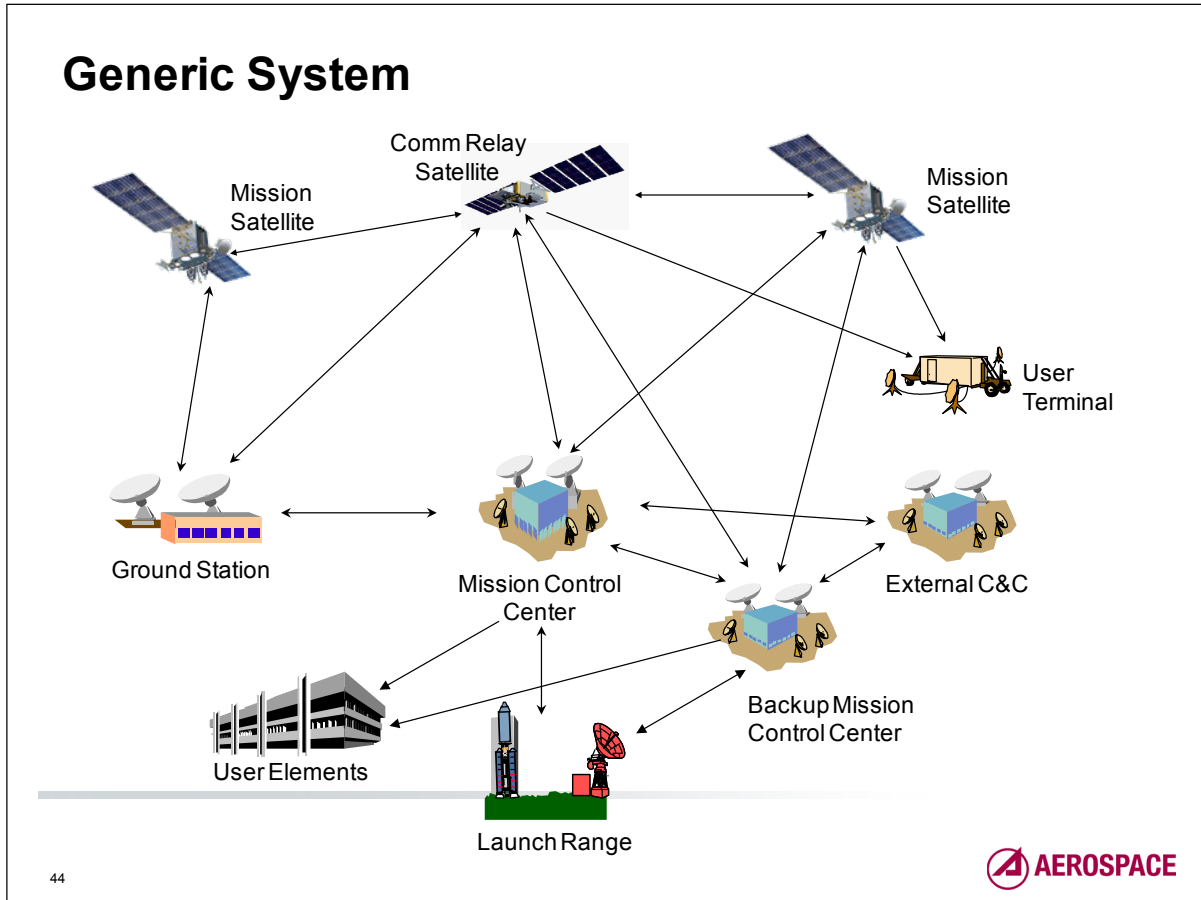 Generic System
Comm Relay
Satellite
Mission
Satellite
Mission
Satellite
User
Terminal
Ground Station
Mission Control
Center
External C&C
Backup Mission
Control Center
User Elements
Launch Range
44
AEROSPACE